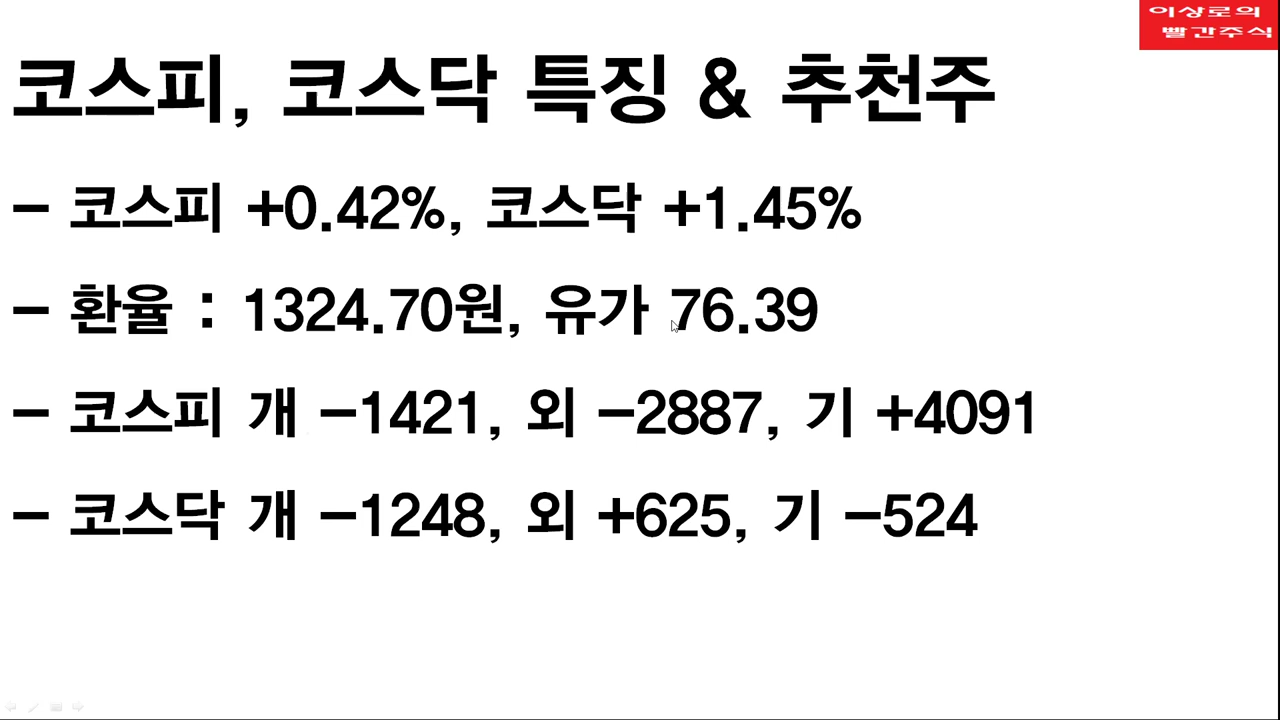 이상로의
빨간주식
코스피, 코스닥 특징 & 추천주
- 코스피 +0.42%, 코스닥 +1.45%
- 환율 : 1324.70원, 유가 76.39
- 코스피 개 -1421, 외 -2887, 기 +4091
- 코스닥 개 -1248, 외 +625, 기 -524